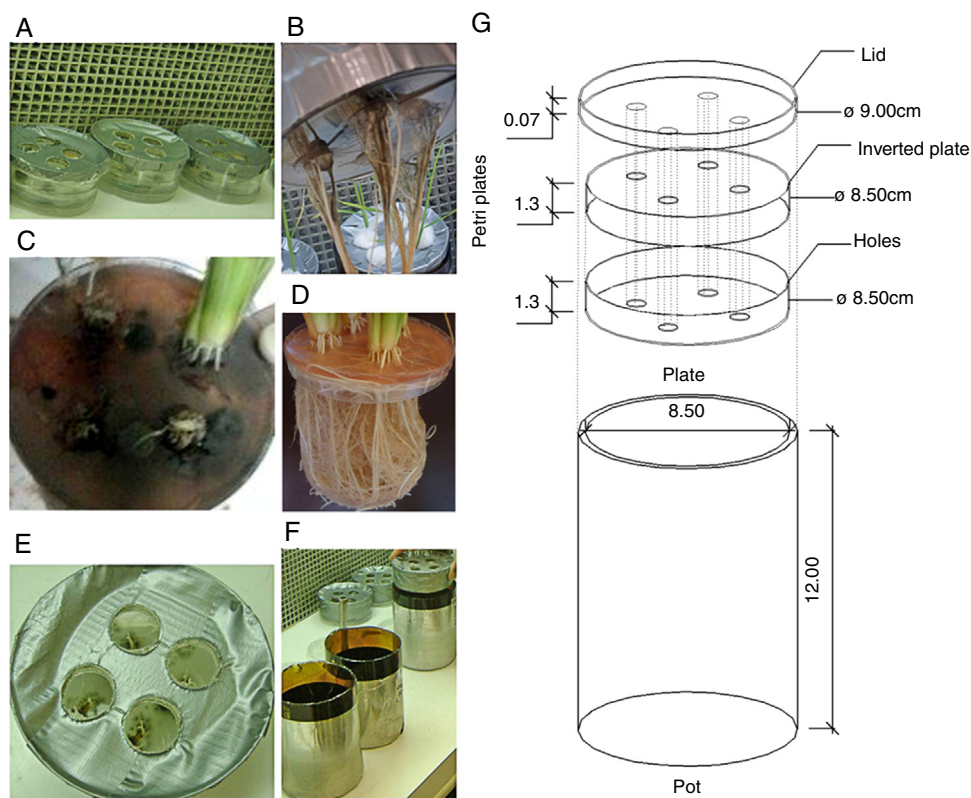 A
B
C
D
E
F
G
Lid
0.07
ø 9.00cm
Inverted plate
Petri plates
1.3
ø 8.50cm
Holes
1.3
ø 8.50cm
Plate
8.50
12.00
Pot